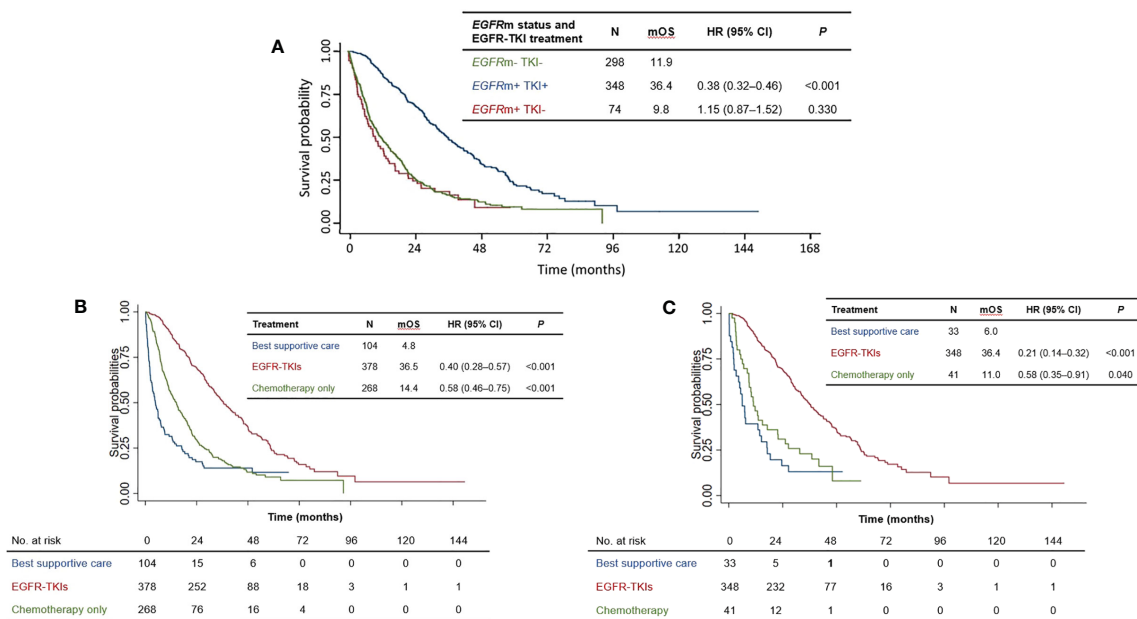 A
EGFRm status and EGFR-TKI treatment N mOS HR (95% CI) P
EGFRm- TKI- 298 11.9
EGFRm+ TKI+ 348 36.4 0.38 (0.32–0.46) <0.001
EGFRm+ TKI- 74 9.8 1.15 (0.87–1.52) 0.330
Survival probability
1.00
0.75
0.50
0.25
0.00
0 24 48 72 96 120 144 168
Time (months)
B
Treatment N mOS HR (95% CI) P
Best supportive care 104 4.8
EGFR-TKIs 378 36.5 0.40 (0.28–0.57) <0.001
Chemotherapy only 268 14.4 0.58 (0.46–0.75) <0.001
Survival probabilities
1.00
0.75
0.50
0.25
0.00
Time (months)
No. at risk 0 24 48 72 96 120 144
Best supportive care 104 15 6 0 0 0 0
EGFR-TKIs 378 252 88 18 3 1 1
Chemotherapy only 268 76 16 4 0 0 0
C
Treatment N mOS HR (95% CI) P
Best supportive care 33 6.0
EGFR-TKIs 348 36.4 0.21 (0.14–0.32) <0.001
Chemotherapy only 41 11.0 0.58 (0.35–0.91) 0.040
Survival probabilities
1.00
0.75
0.50
0.25
0.00
Time (months)
No. at risk 0 24 48 72 96 120 144
Best supportive care 33 5 1 0 0 0 0
EGFR-TKIs 348 232 77 16 3 1 1
Chemotherapy 41 12 1 0 0 0 0